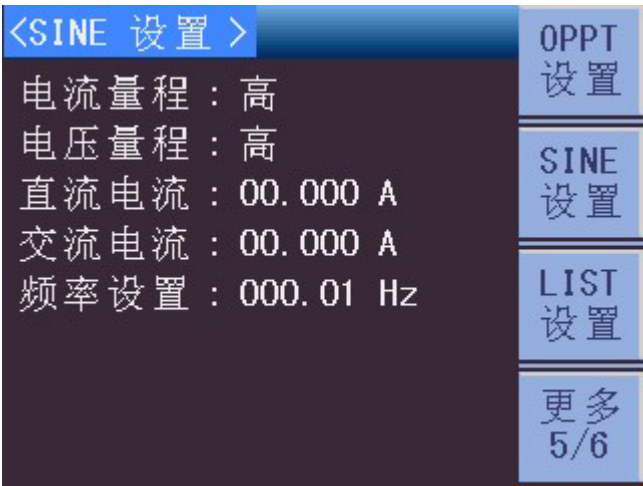 <SINE 设置 >
电流量程：高
电压量程：高
直流电流：00.000 A
交流电流：00.000 A
频率设置：000.01 Hz
OPPT
设置
SINE
设置
LIST
设置
更多
5/6